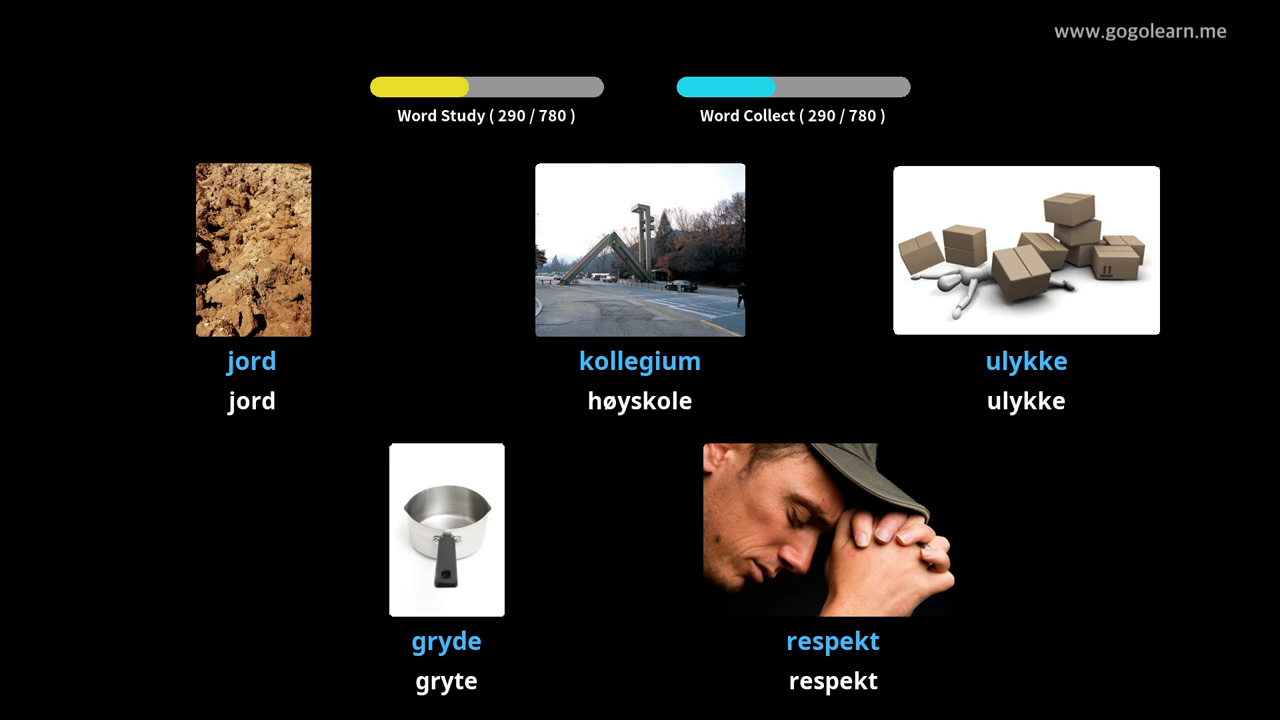 www.gogolearn.me
Word Study ( 290 / 780 )
Word Collect ( 290 / 780 )
jord
jord
kollegium
høyskole
ulykke
ulykke
gryde
gryte
respekt
respekt